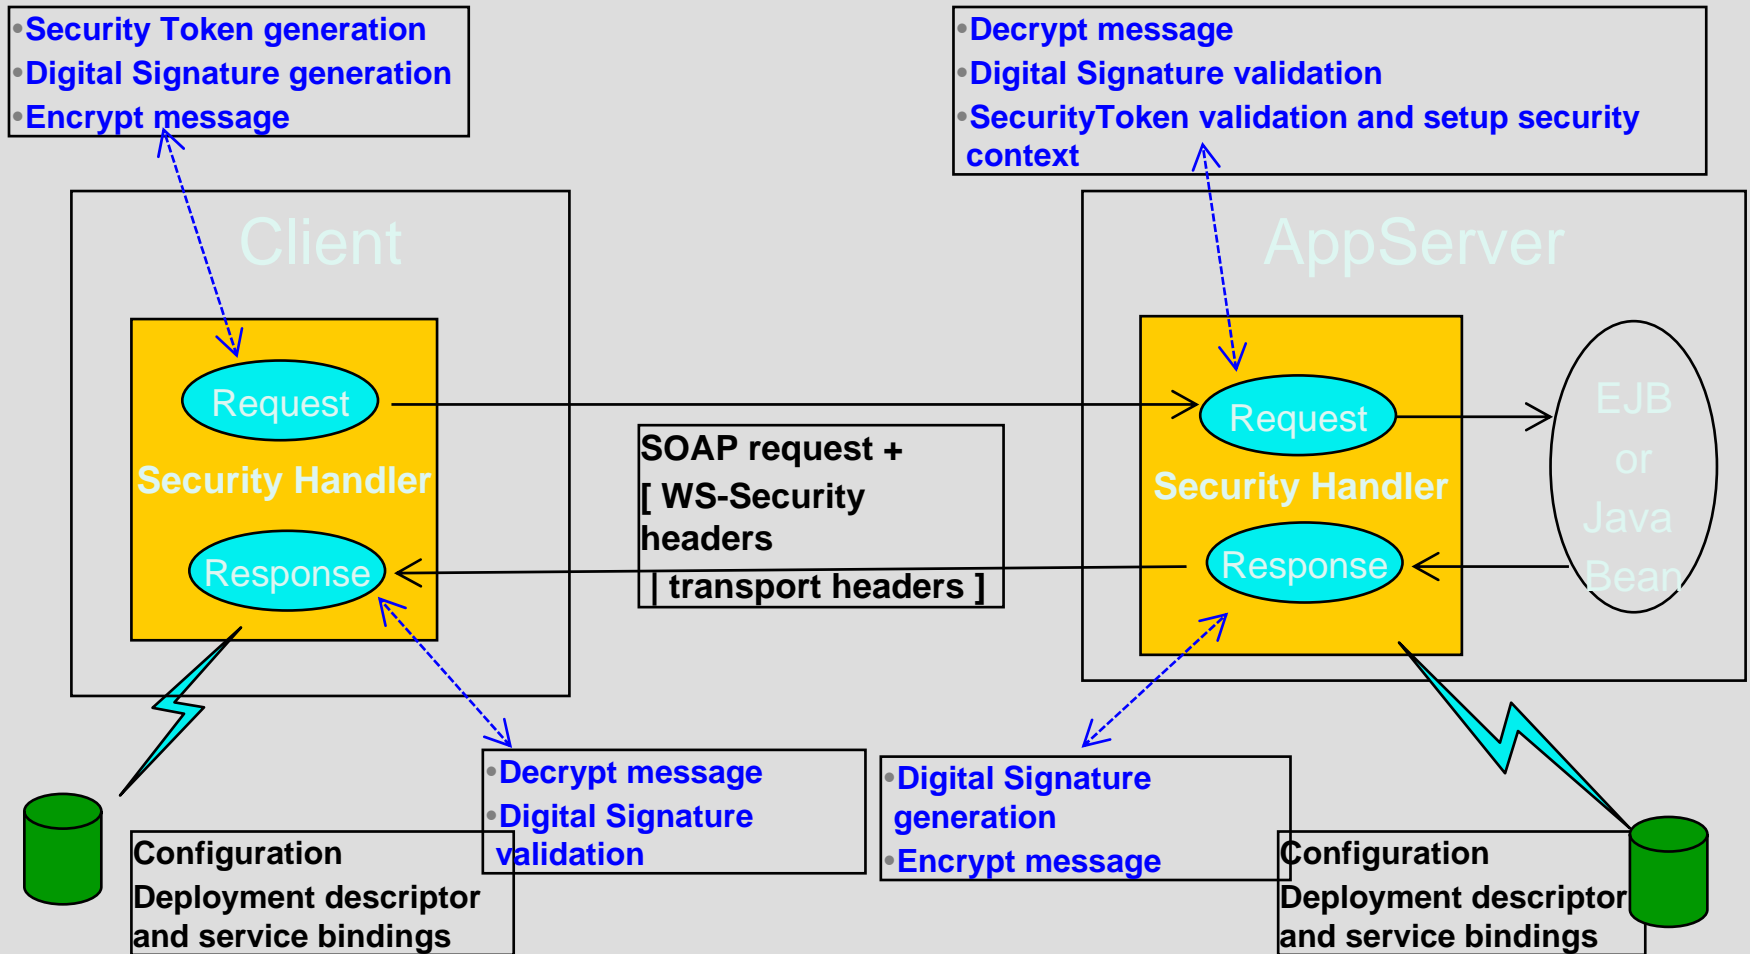 •Security Token generation
•Digital Signature generation
•Encrypt message
•Decrypt message
•Digital Signature validation
•SecurityToken validation and setup security
context
Client
Request
Security Handler
Response
SOAP request +
[ WS-Security
headers
| transport headers ]
AppServer
Request
Security Handler
Response
EJB
or
Java
Bean
•Decrypt message
•Digital Signature
validation
•Digital Signature
generation
•Encrypt message
Configuration
Deployment descriptor
and service bindings
Configuration
Deployment descriptor
and service bindings